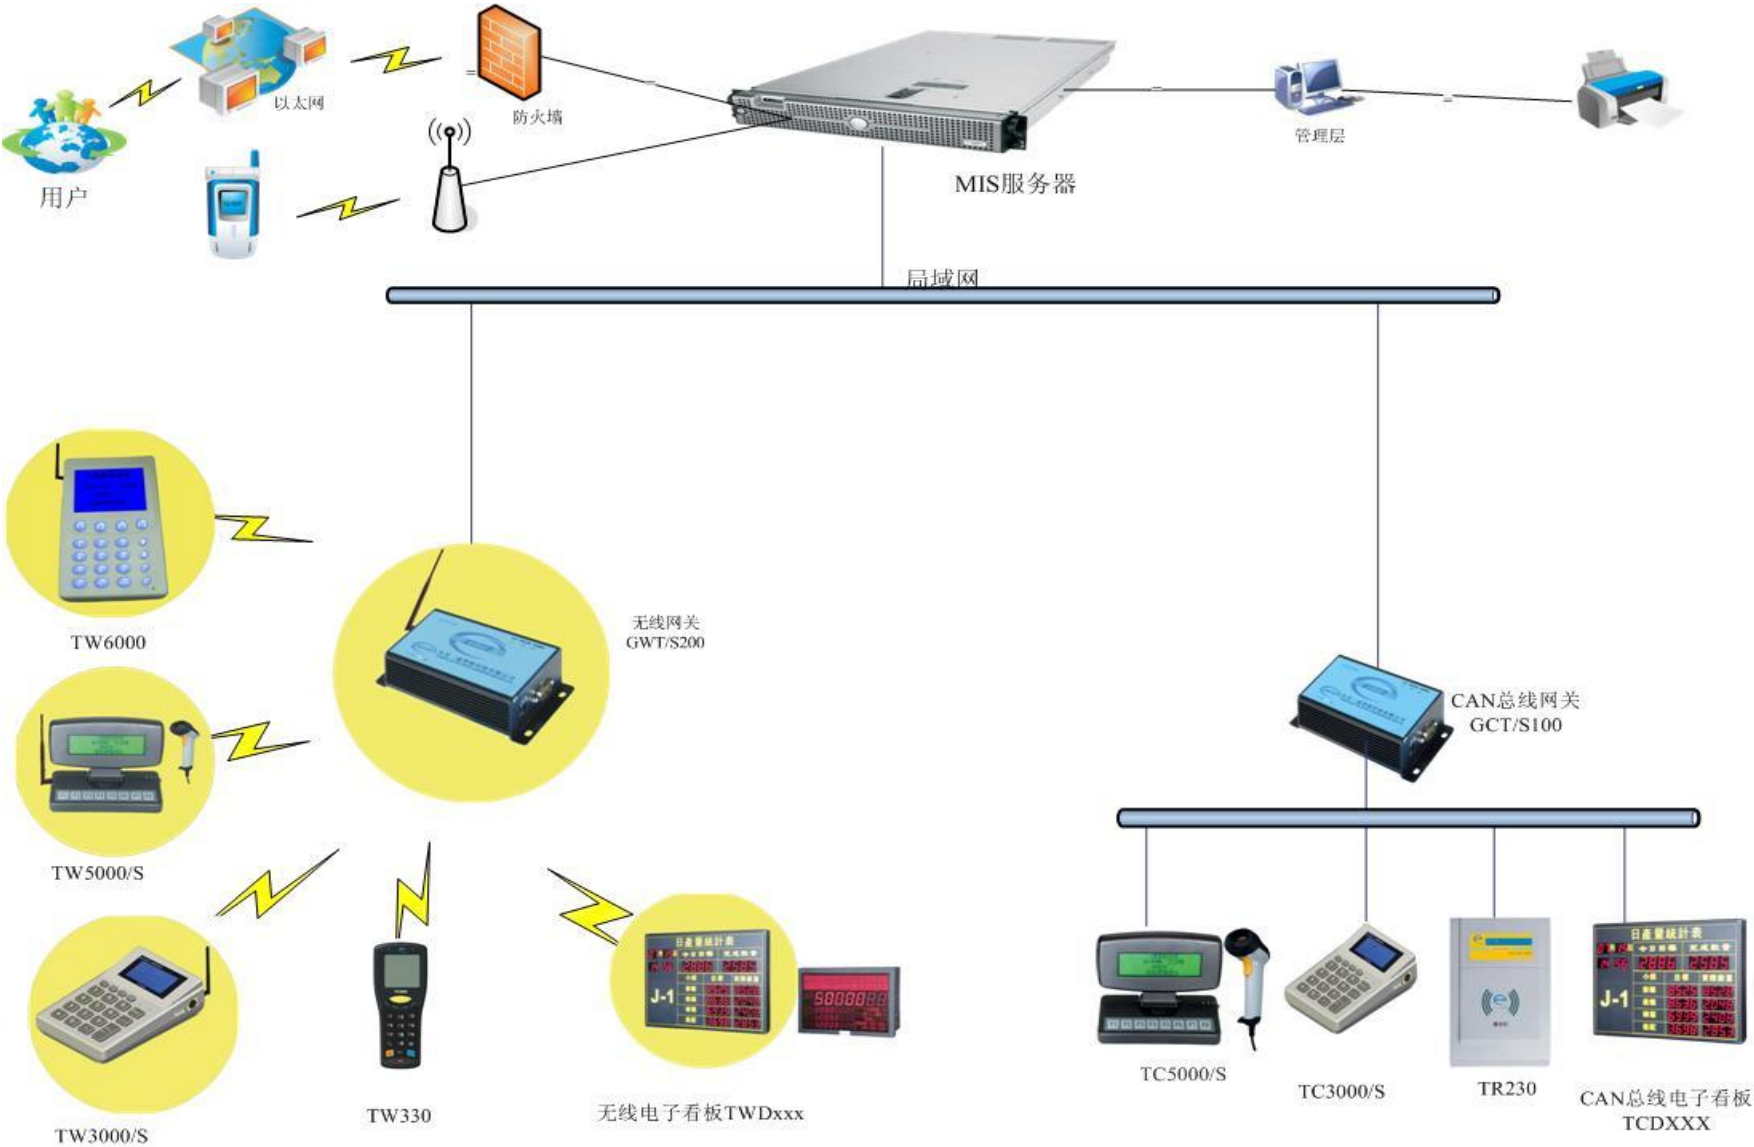 以太网
防火墙
用户
管理层
MIS服务器
局域网
TW6000
无线网关
GWT/S200
CAN总线网关
GCT/S100
TW5000/S
日產量統計表
J-1
5000088
日產量統計表
2886 2585
J-1
TW3000/S
TW330
无线电子看板TWDxxx
TC5000/S
TC3000/S
TR230
CAN总线电子看板
TCDXXX